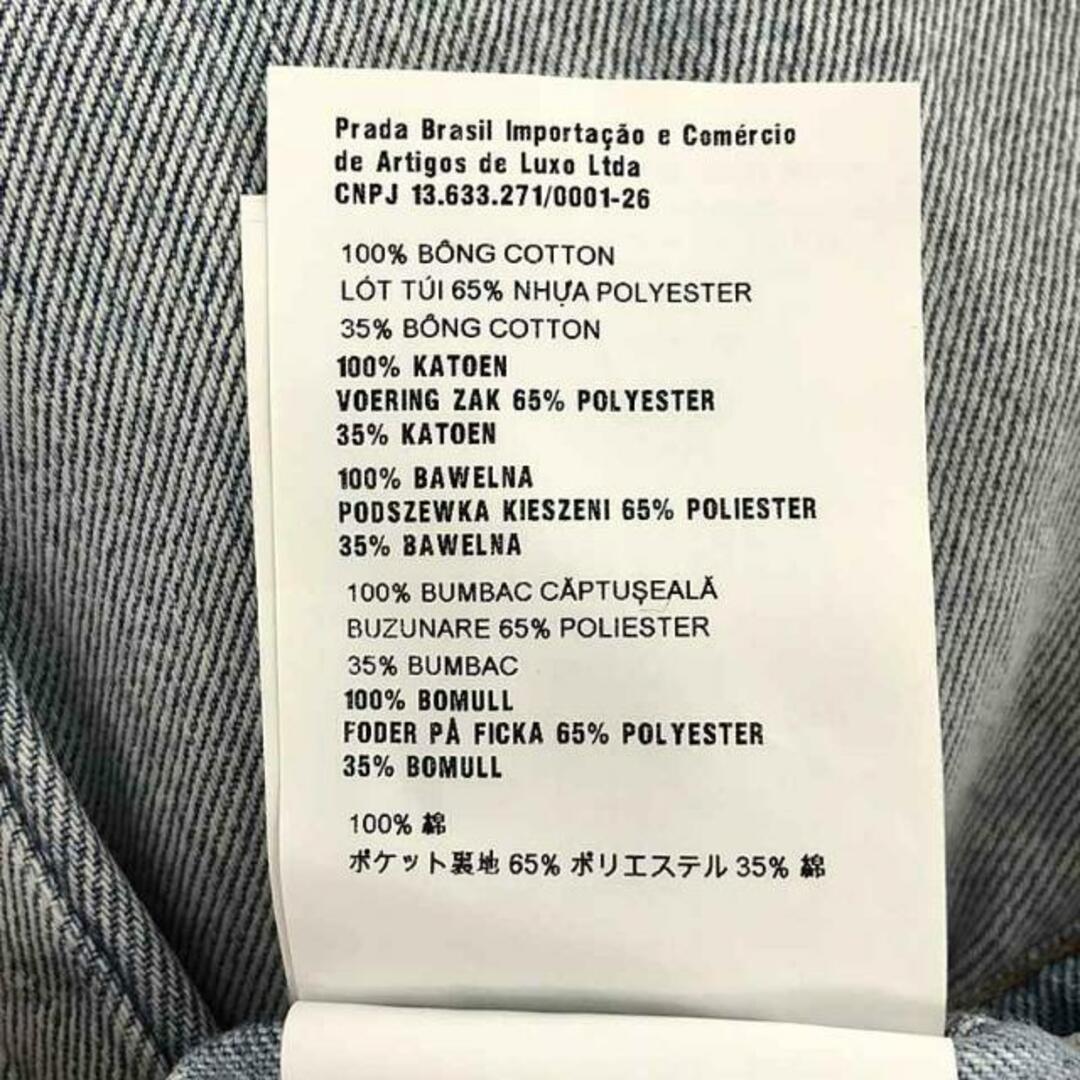 Prada Brasil Importação e Comércio
de Artigos de Luxo Ltda
CNPJ 13.633.271/0001-26
100% BÔNG COTTON
LÓT TÚI 65% NHỰA POLYESTER
35% BÔNG COTTON
100% KATOEN
VOERING ZAK 65% POLYESTER
35% KATOEN
100% BAWELNA
PODSZEWKA KIESZENI 65% POLIESTER
35% BAWELNA
100% BUMBAC CĂPTUŞEALĂ
BUZUNARE 65% POLIESTER
35% BUMBAC
100% BOMULL
FODER PÅ FICKA 65% POLYESTER
35% BOMULL
100% 綿
ポケット裏地 65% ポリエステル 35% 綿